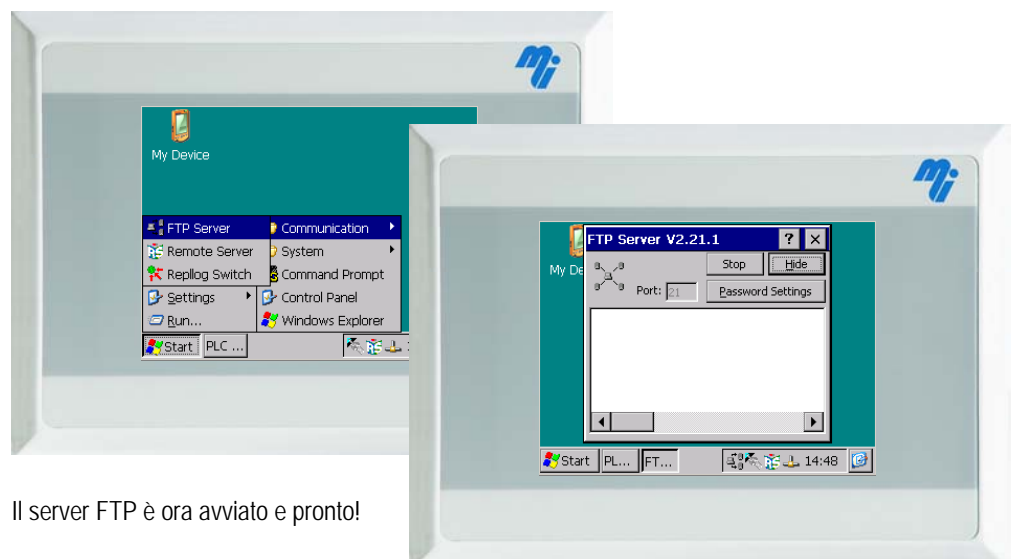 My Device
FTP Server
Communication
Remote Server
System
Repllog Switch
Command Prompt
Settings
Control Panel
Run...
Windows Explorer
Start
PLC ...
FTP Server V2.21.1
?
My De
Stop
Hide
Port: 21
Password Settings
Start
PL...
FT...
14:48
Il server FTP è ora avviato e pronto!